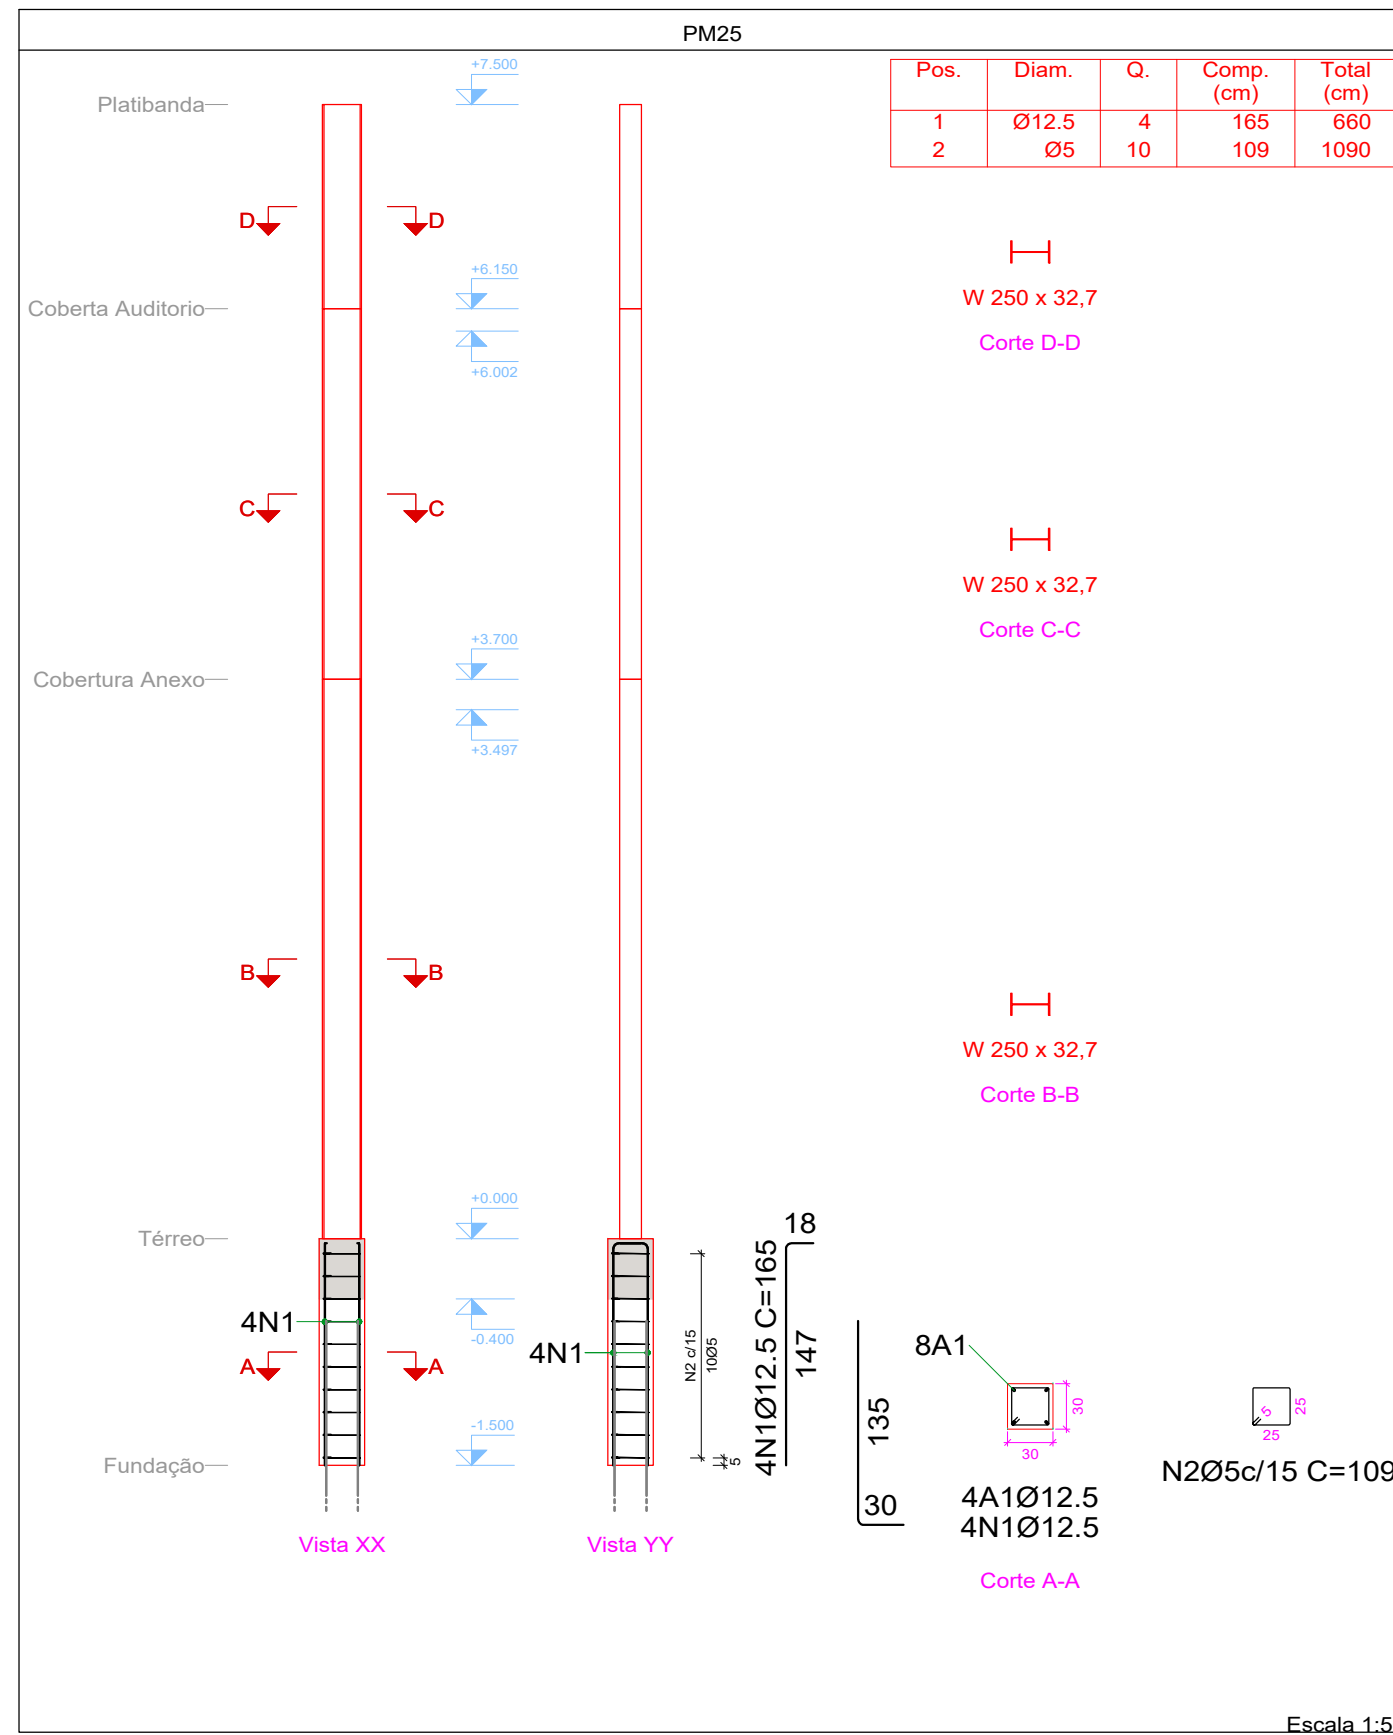 PM25
Pos. Diam. Q. Comp. (cm) Total (cm)
1 Ø12.5 4 165 660
2 Ø5 10 109 1090
+7.500
Platibanda
D D
+6.150
Coberta Auditorio
+6.002
W 250 x 32,7
Corte D-D
C C
W 250 x 32,7
Corte C-C
+3.700
Cobertura Anexo
+3.497
B B
W 250 x 32,7
Corte B-B
+0.000
Térreo
4N1
-0.400
A A
-1.500
Fundação
Vista XX
4N1
N2 c/15
10Ø5
5
Vista YY
4N1Ø12.5 C=165
18
147
135
30
8A1
30
30
4A1Ø12.5
4N1Ø12.5
Corte A-A
5
25
25
N2Ø5c/15 C=109
Escala 1:5